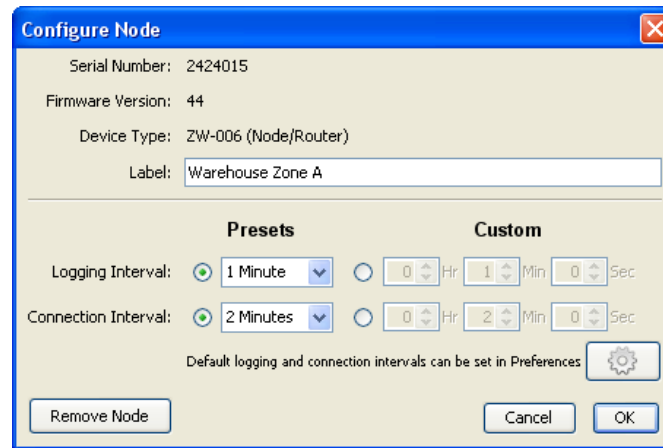 Configure Node
Serial Number: 2424015
Firmware Version: 44
Device Type: ZW-006 (Node/Router)
Label: Warehouse Zone A
Presets Custom
Logging Interval: 1 Minute 0 Hr 1 Min 0 Sec
Connection Interval: 2 Minutes 0 Hr 2 Min 0 Sec
Default logging and connection intervals can be set in Preferences
Remove Node Cancel OK